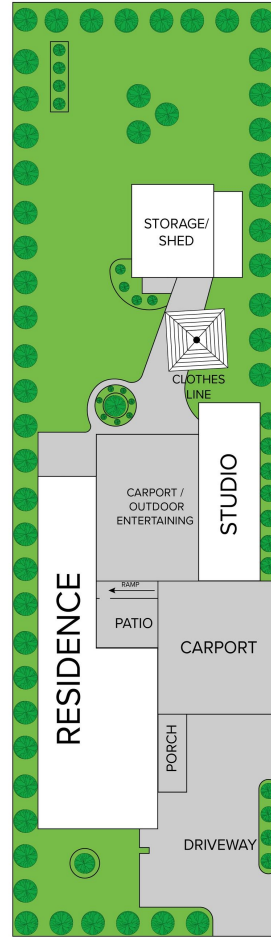 STORAGE/
SHED
CLOTHES
LINE
CARPORT /
OUTDOOR
ENTERTAINING
STUDIO
RAMP
PATIO
RESIDENCE
CARPORT
PORCH
DRIVEWAY